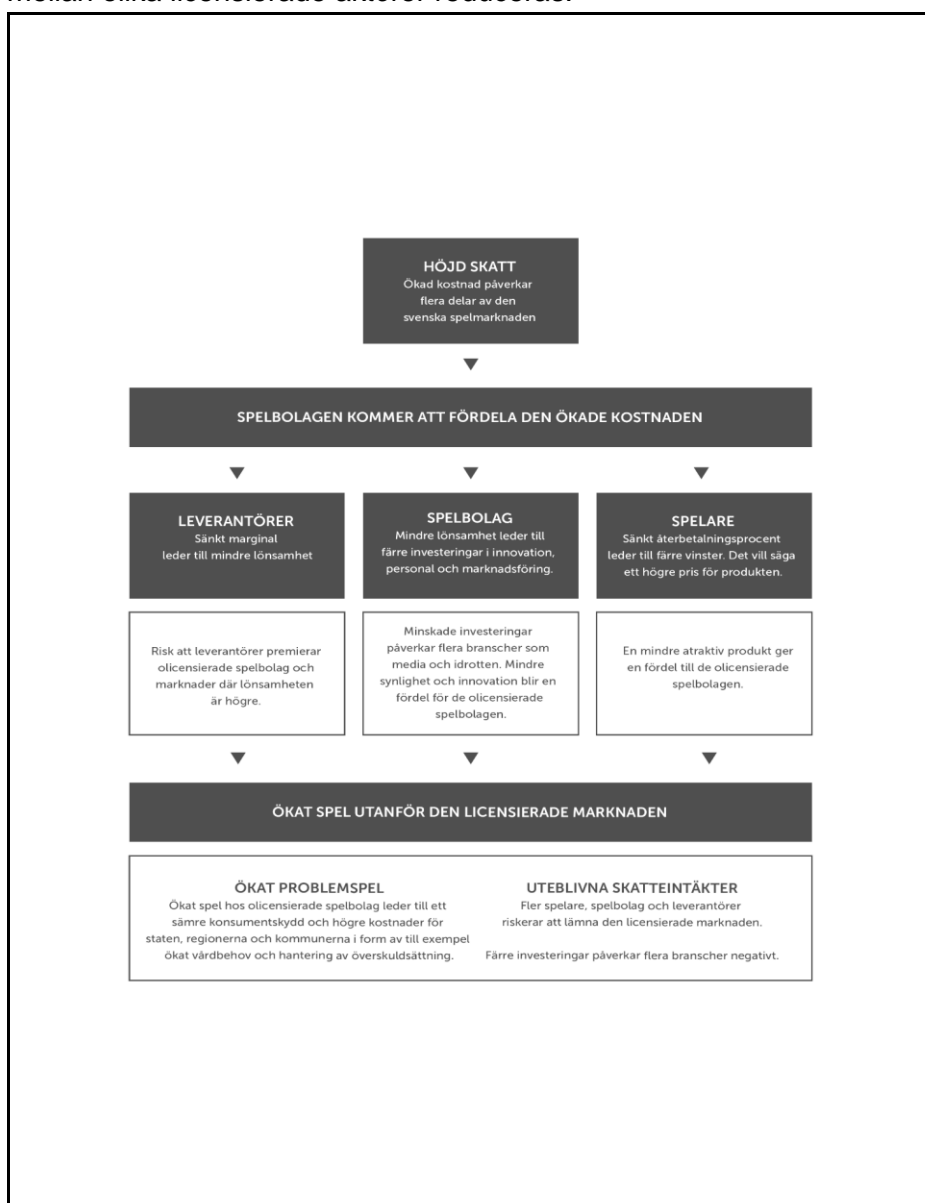 mellan olika licensierade aktörer reduceras.
HÖJD SKATT
Ökad kostnad påverkar
flera delar av den
svenska spelmarknaden
SPELBOLAGEN KOMMER ATT FÖRDELA DEN ÖKADE KOSTNADEN
LEVERANTÖRER
Sänkt marginal
leder till mindre lönsamhet
SPELBOLAG
Mindre lönsamhet leder till
färre investeringar i innovation,
personal och marknadsföring.
SPELARE
Sänkt återbetalningsprocent
leder till färre vinster. Det vill säga
ett högre pris för produkten.
Risk att leverantörer premierar
olicensierade spelbolag och
marknader där lönsamheten
är högre.
Minskade investeringar
påverkar flera branscher som
media och idrotten. Mindre
synlighet och innovation blir en
fördel för de olicensierade
spelbolagen.
En mindre attraktiv produkt ger
en fördel till de olicensierade
spelbolagen.
ÖKAT SPEL UTANFÖR DEN LICENSIERADE MARKNADEN
ÖKAT PROBLEMSPEL
Ökat spel hos olicensierade spelbolag leder till ett
sämre konsumentskydd och högre kostnader för
staten, regionerna och kommunerna i form av till exempel
ökat vårdbehov och hantering av överskuldsättning.
UTEBLIVNA SKATTEINTÄKTER
Fler spelare, spelbolag och leverantörer
riskerar att lämna den licensierade marknaden.
Färre investeringar påverkar flera branscher negativt.